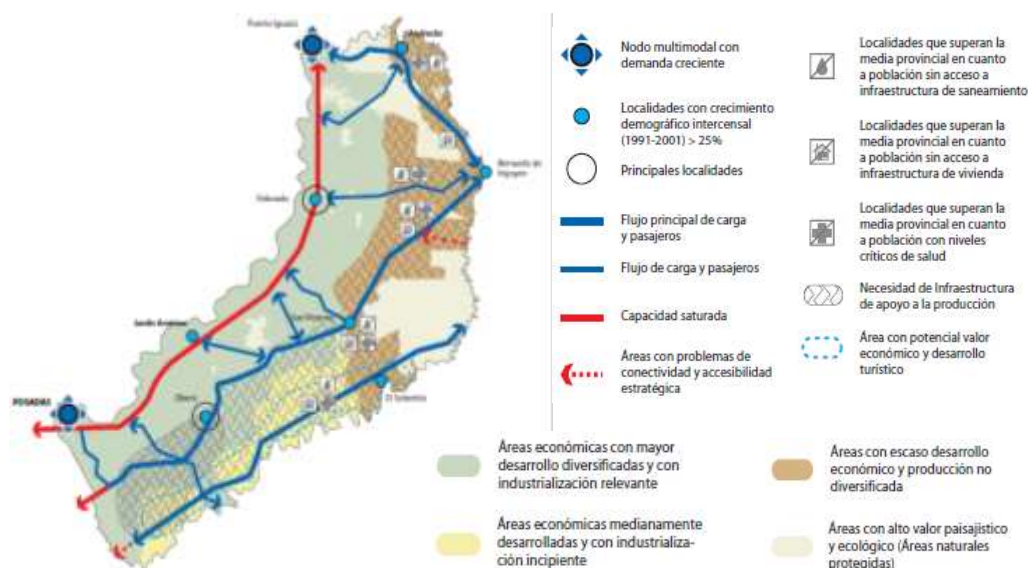 Puerto Iguazú
Andresito
Bernardo de
Irigoyen
Eldorado
San Vicente
Jardín América
Oberá
El Soberbio
POSADAS
Nodo multimodal con
demanda creciente
Localidades con crecimiento
demográfico intercensal
(1991-2001) > 25%
Principales localidades
Flujo principal de carga
y pasajeros
Flujo de carga y pasajeros
Capacidad saturada
Áreas con problemas de
conectividad y accesibilidad
estratégica
Localidades que superan la
media provincial en cuanto
a población sin acceso a
infraestructura de saneamiento
Localidades que superan la
media provincial en cuanto
a población sin acceso a
infraestructura de vivienda
Localidades que superan la
media provincial en cuanto
a población con niveles
críticos de salud
Necesidad de Infraestructura
de apoyo a la producción
Área con potencial valor
económico y desarrollo
turístico
Áreas económicas con mayor
desarrollo diversificadas y con
industrialización relevante
Áreas económicas medianamente
desarrolladas y con industrializa-
ción incipiente
Áreas con escaso desarrollo
económico y producción no
diversificada
Áreas con alto valor paisajístico
y ecológico (Áreas naturales
protegidas)